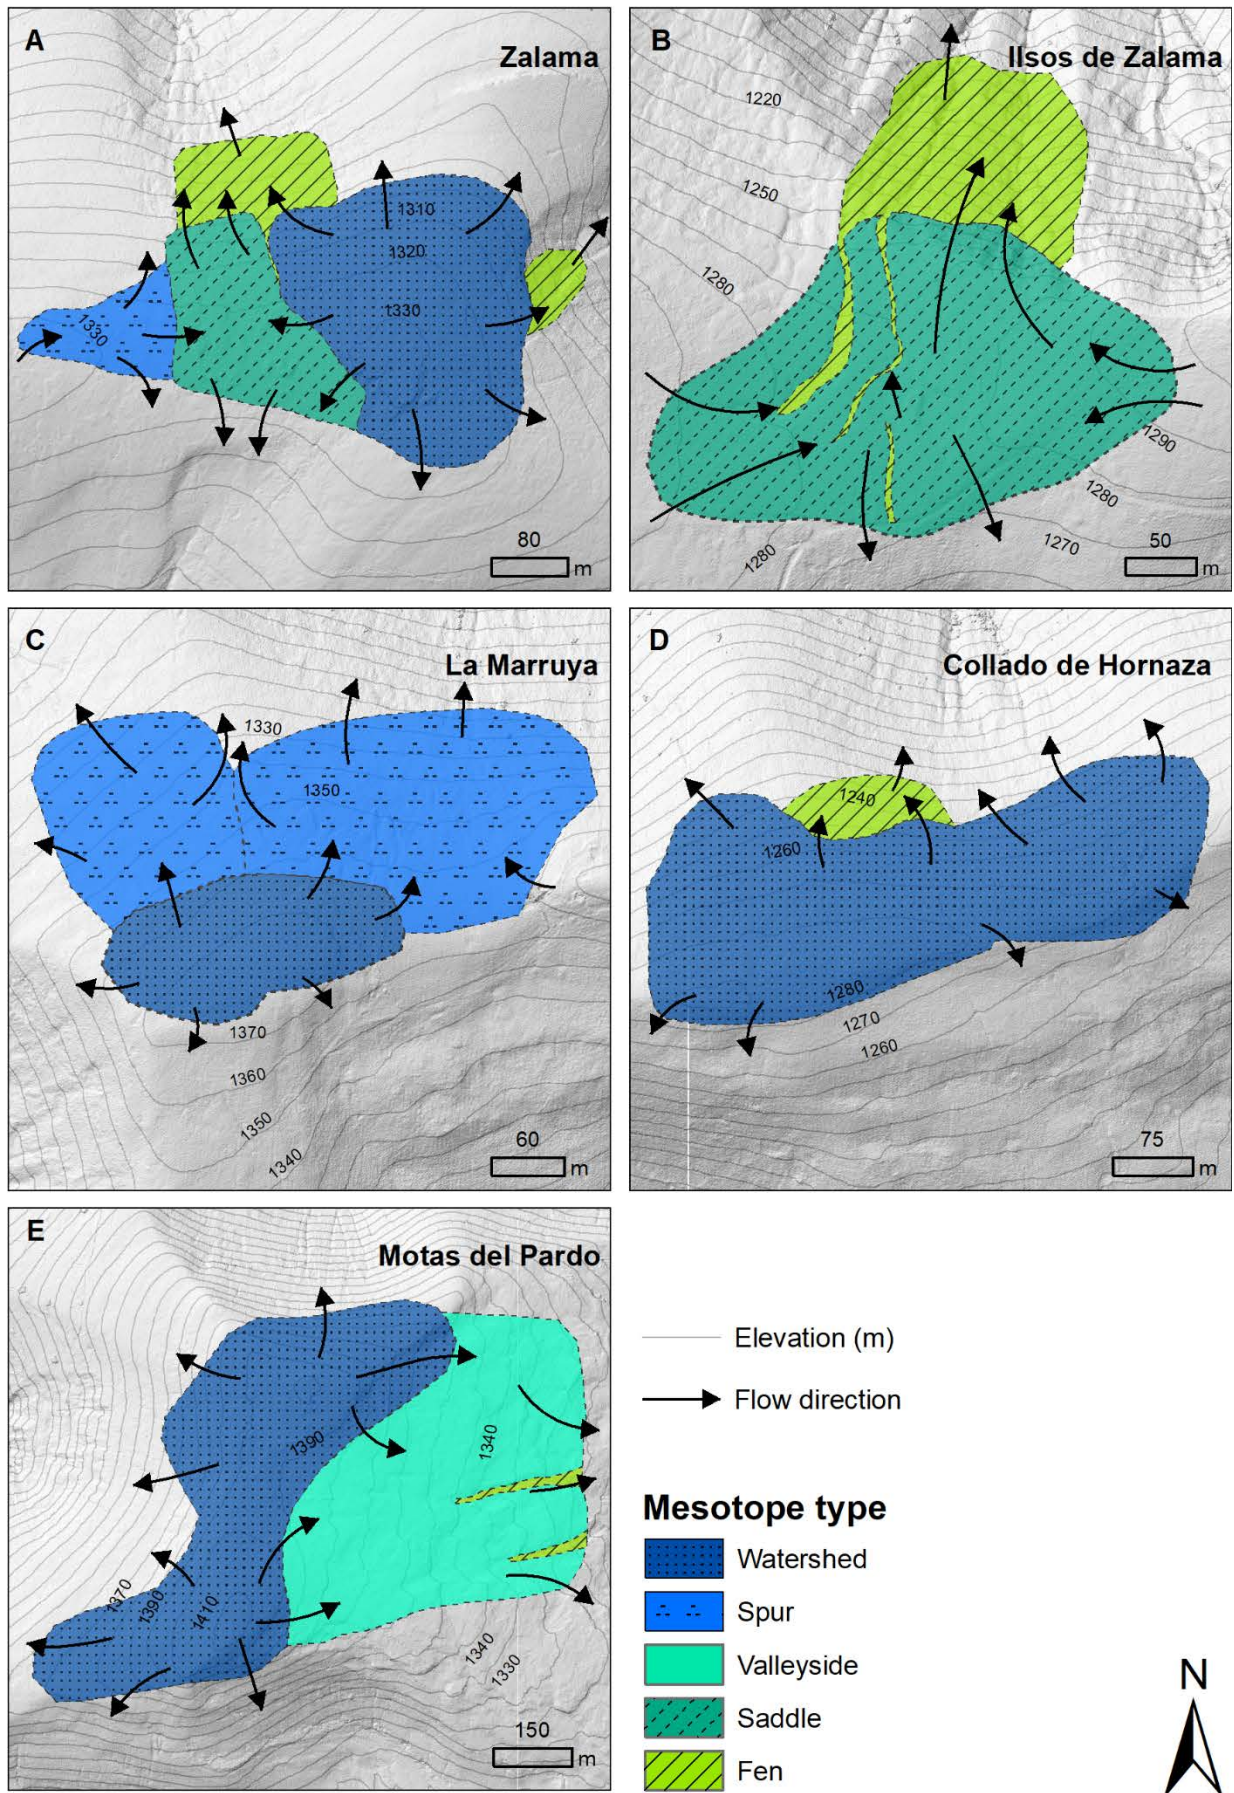 A
Zalama
1310
1320
1330
1330
80
m
B
Ilsos de Zalama
1220
1250
1280
1290
1280
1270
1280
50
m
C
La Marruya
1330
1350
1370
1360
1350
1340
60
m
D
Collado de Hornaza
1240
1260
1280
1270
1260
75
m
E
Motas del Pardo
1390
1340
1370
1390
1410
1340
1330
150
m
Elevation (m)
Flow direction
Mesotope type
Watershed
Spur
Valleyside
Saddle
Fen
N